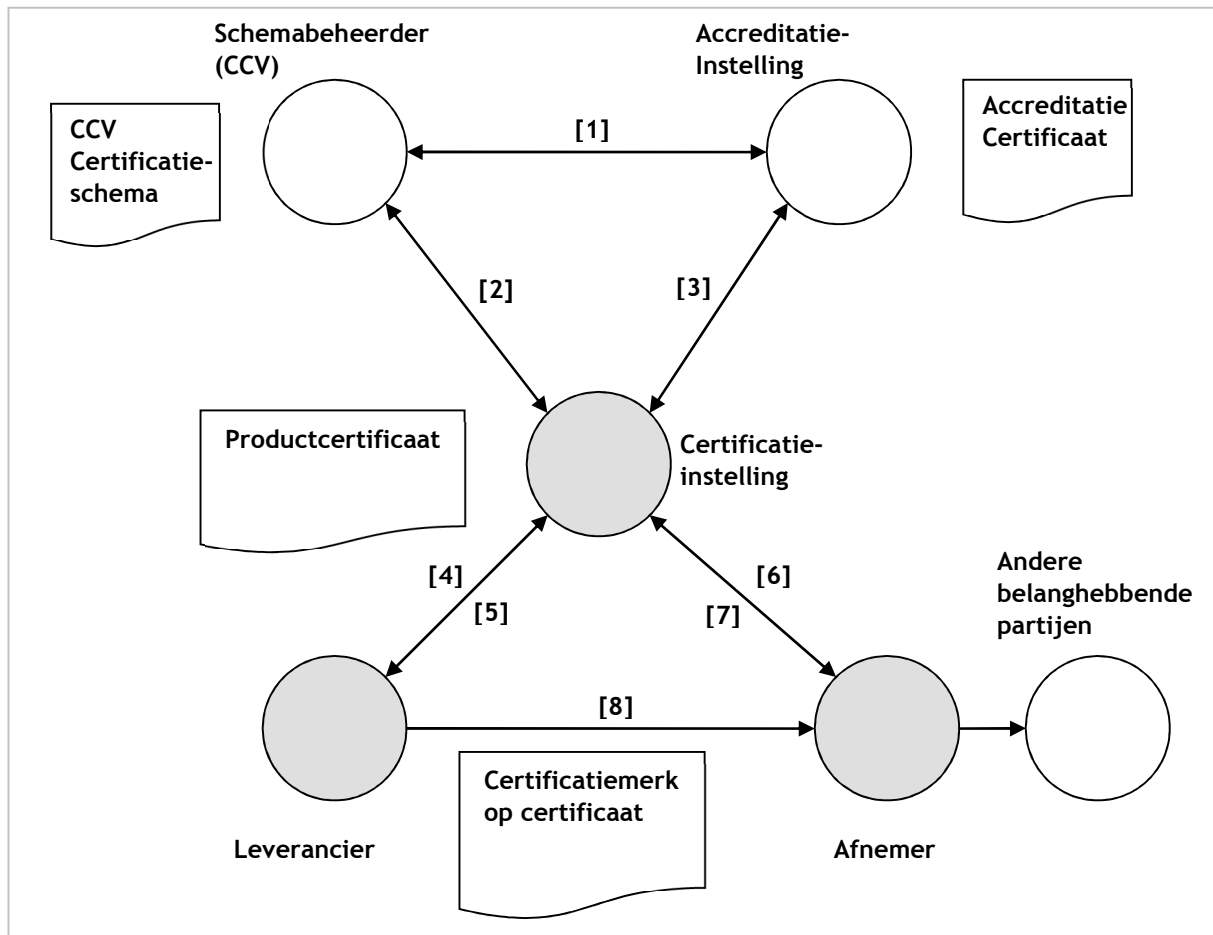 Schemabeheerder
(CCV)
Accreditatie-
Instelling
CCV
Certificatie-
schema
[1]
Accreditatie
Certificaat
[2]
[3]
Productcertificaat
Certificatie-
instelling
[4]
[5]
[6]
[7]
Andere
belanghebbende
partijen
[8]
Certificatiemerk
op certificaat
Leverancier
Afnemer